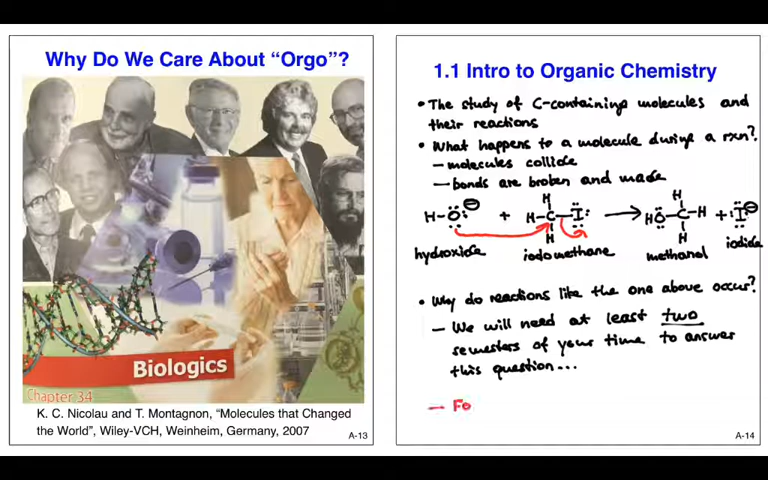 Why Do We Care About “Orgo”?
Biologics
Chapter 34
K. C. Nicolau and T. Montagnon, “Molecules that Changed
the World”, Wiley-VCH, Weinheim, Germany, 2007
A-13
1.1 Intro to Organic Chemistry
• The study of C-containing molecules and
their reactions
• What happens to a molecule during a rxn?
– molecules collide
– bonds are broken and made
H
H–O:⊖ + H–C–I: → HO–C–H + :I:⊖
H
hydroxide iodomethane methanol iodide
• Why do reactions like the one above occur?
– We will need at least two
semesters of your time to answer
this question...
– Fo
A-14